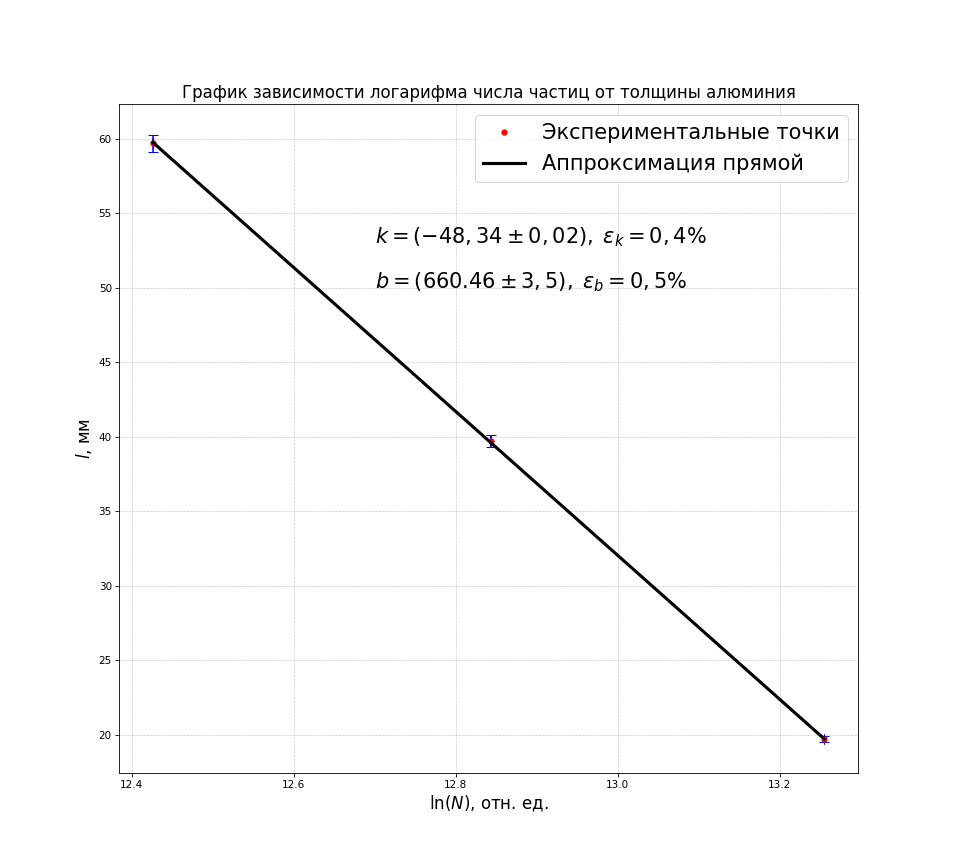 График зависимости логарифма числа частиц от толщины алюминия
Экспериментальные точки
Аппроксимация прямой
k = (−48, 34 ± 0, 02), ε_k = 0, 4%
b = (660.46 ± 3, 5), ε_b = 0, 5%
60
55
50
45
40
35
30
25
20
l, мм
12.4 12.6 12.8 13.0 13.2
ln(N), отн. ед.